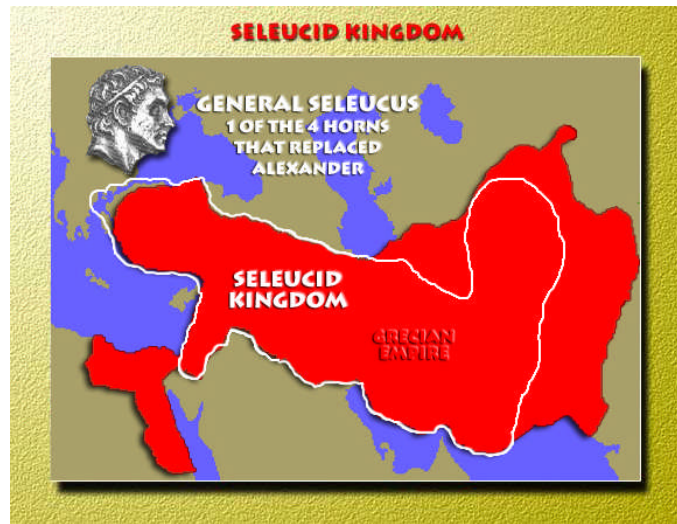 SELEUCID KINGDOM
GENERAL SELEUCUS
1 OF THE 4 HORNS
THAT REPLACED
ALEXANDER
SELEUCID
KINGDOM
GRECIAN
EMPIRE